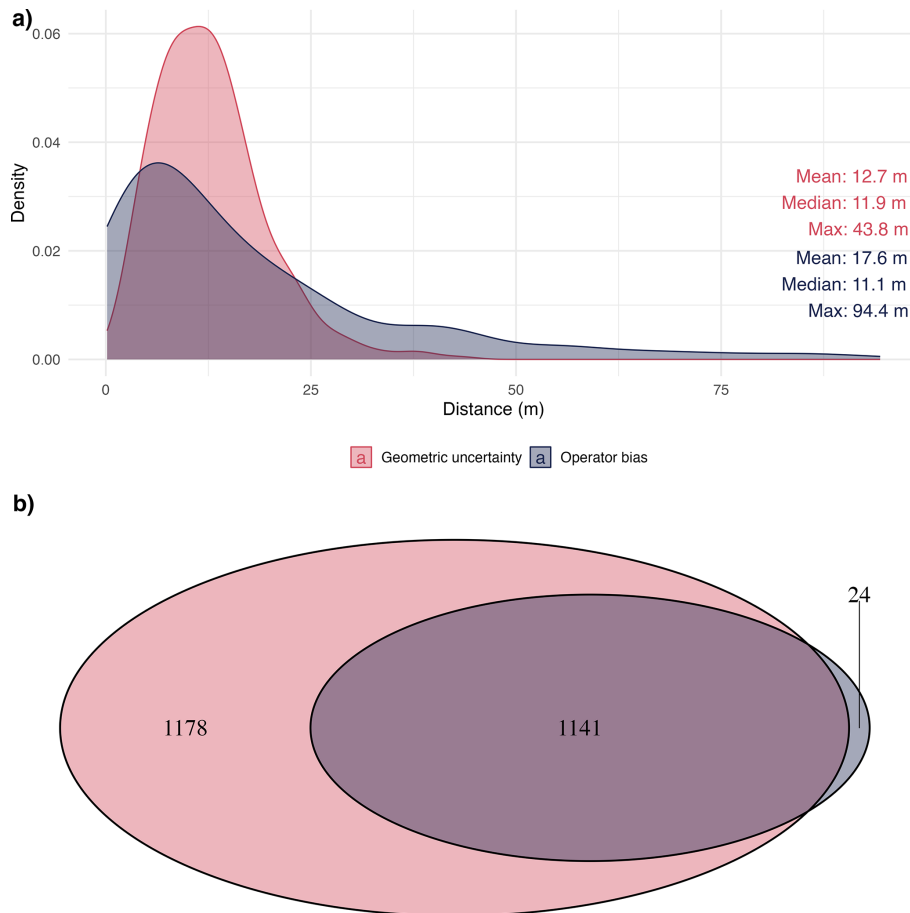 a)
0.06
0.04
0.02
0.00
Density
Mean: 12.7 m
Median: 11.9 m
Max: 43.8 m
Mean: 17.6 m
Median: 11.1 m
Max: 94.4 m
0 25 50 75
Distance (m)
a Geometric uncertainty a Operator bias
b)
24
1178 1141